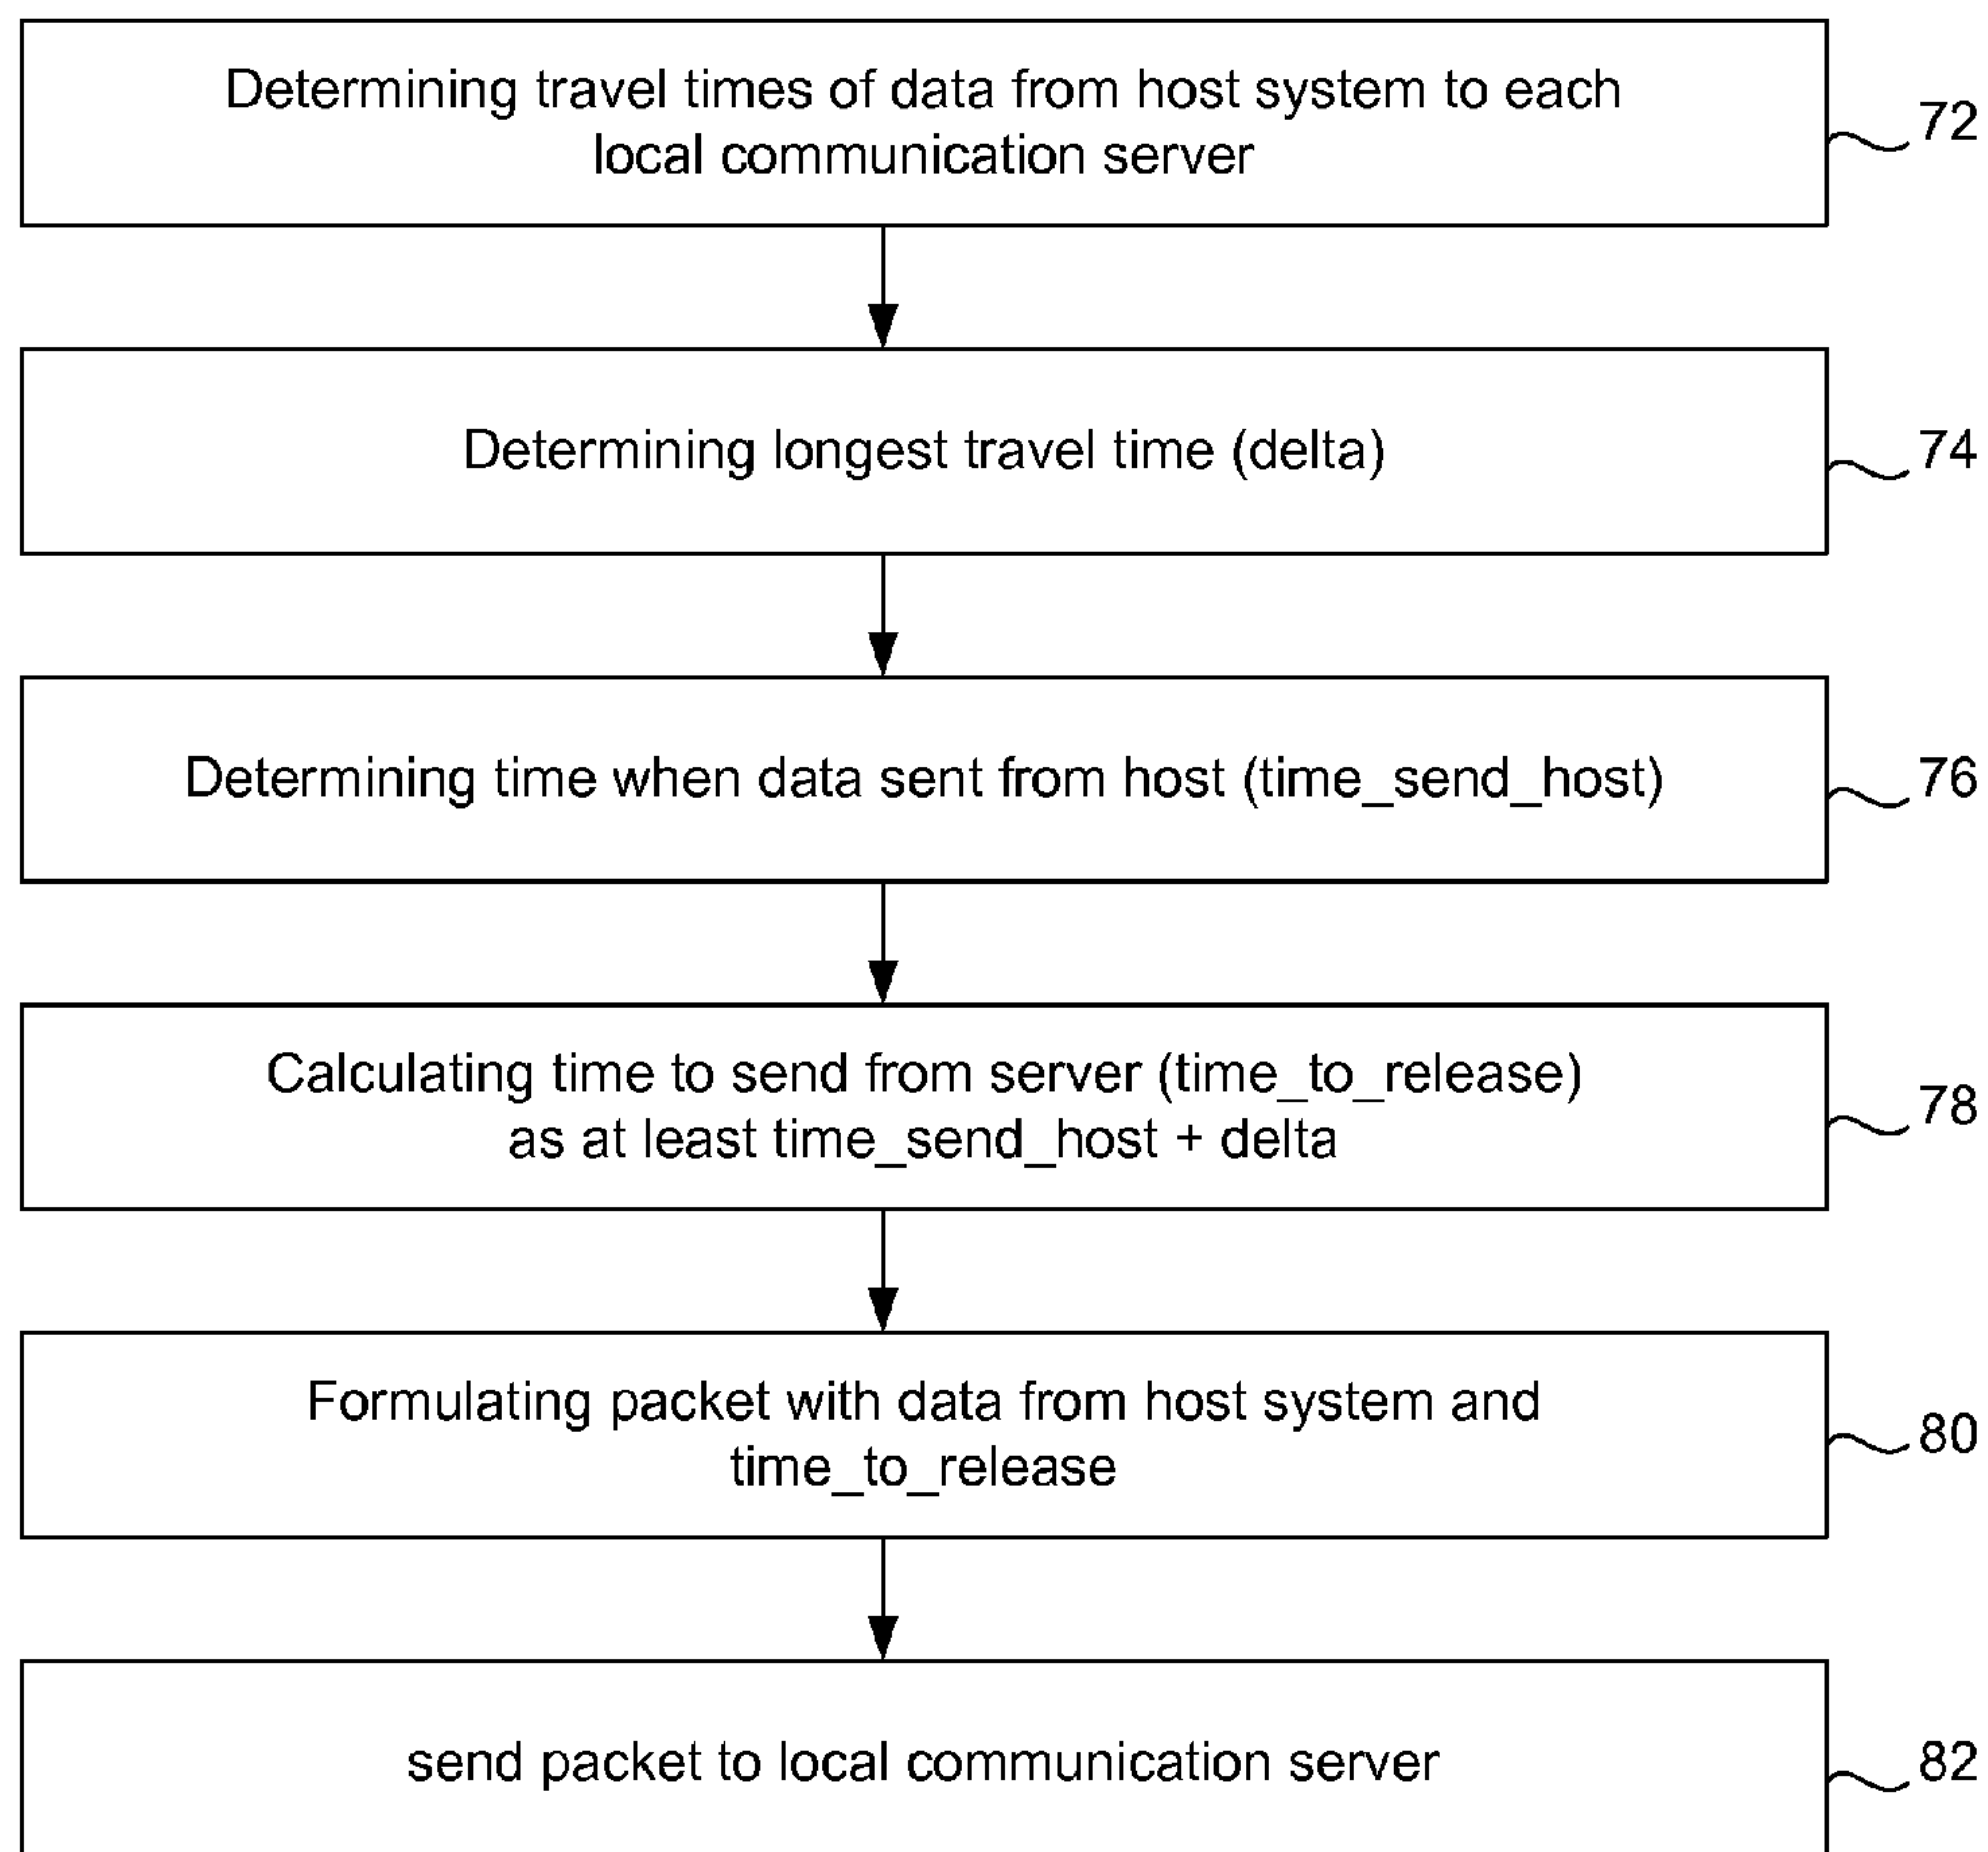 Determining travel times of data from host system to each
local communication server
72
Determining longest travel time (delta)
74
Determining time when data sent from host (time_send_host)
76
Calculating time to send from server (time_to_release)
as at least time_send_host + delta
78
Formulating packet with data from host system and
time_to_release
80
send packet to local communication server
82